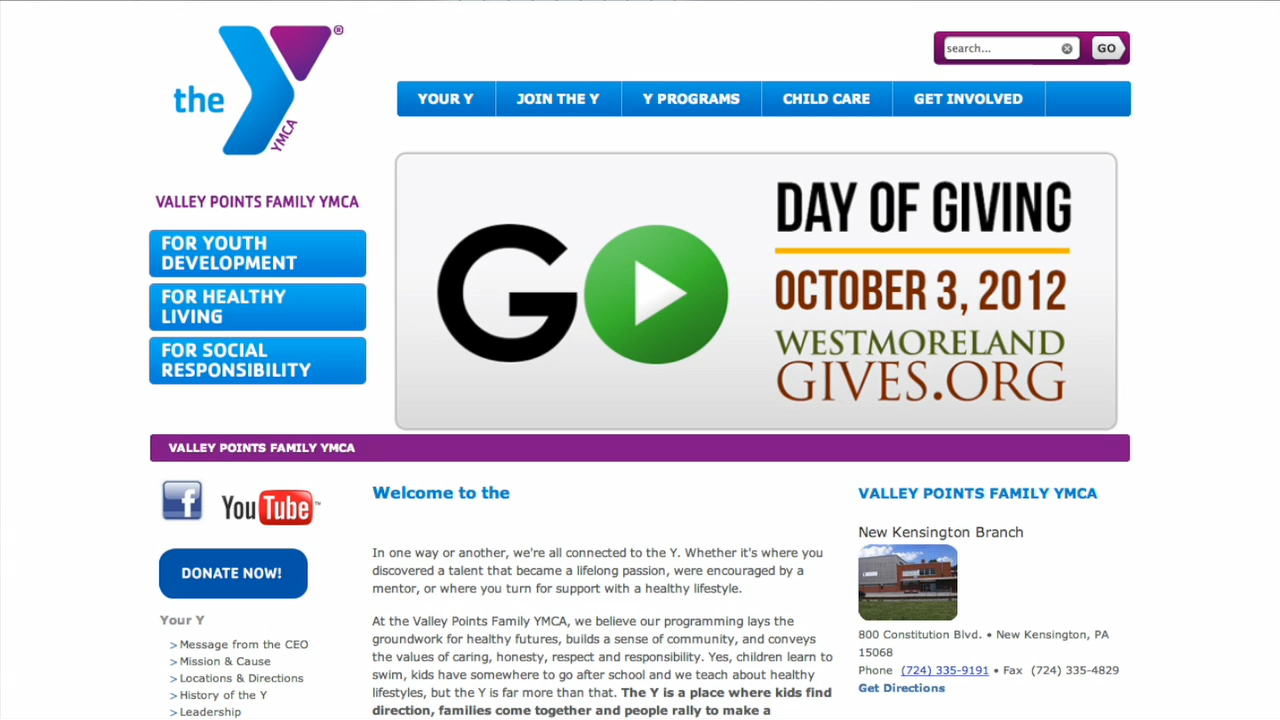 the
YMCA
®
search...
GO
YOUR Y
JOIN THE Y
Y PROGRAMS
CHILD CARE
GET INVOLVED
VALLEY POINTS FAMILY YMCA
FOR YOUTH
DEVELOPMENT
FOR HEALTHY
LIVING
FOR SOCIAL
RESPONSIBILITY
GO
DAY OF GIVING
OCTOBER 3, 2012
WESTMORELAND
GIVES.ORG
VALLEY POINTS FAMILY YMCA
f
YouTube™
DONATE NOW!
Your Y
> Message from the CEO
> Mission & Cause
> Locations & Directions
> History of the Y
> Leadership
Welcome to the
In one way or another, we're all connected to the Y. Whether it's where you
discovered a talent that became a lifelong passion, were encouraged by a
mentor, or where you turn for support with a healthy lifestyle.
At the Valley Points Family YMCA, we believe our programming lays the
groundwork for healthy futures, builds a sense of community, and conveys
the values of caring, honesty, respect and responsibility. Yes, children learn to
swim, kids have somewhere to go after school and we teach about healthy
lifestyles, but the Y is far more than that. The Y is a place where kids find
direction, families come together and people rally to make a
VALLEY POINTS FAMILY YMCA
New Kensington Branch
800 Constitution Blvd. • New Kensington, PA
15068
Phone (724) 335-9191 • Fax (724) 335-4829
Get Directions